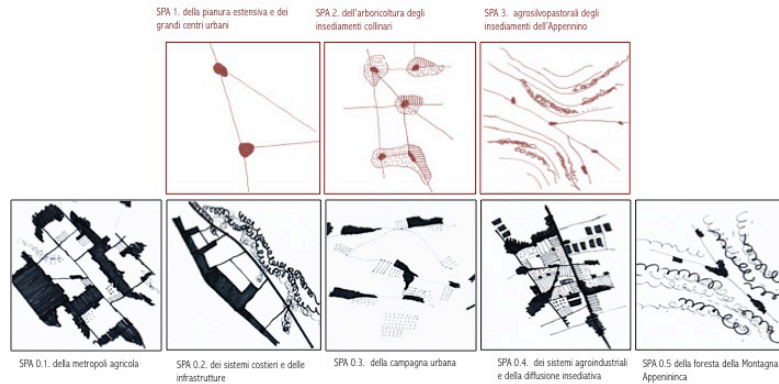 SPA 1. della pianura estensiva e dei
grandi centri urbani
SPA 2. dell'arboricoltura degli
insediamenti collinari
SPA 3. agrosilvopastorali degli
insediamenti dell'Appennino
SPA 0.1. della metropoli agricola
SPA 0.2. dei sistemi costieri e delle
infrastrutture
SPA 0.3. della campagna urbana
SPA 0.4. dei sistemi agroindustriali
e della diffusione insediativa
SPA 0.5 della foresta della Montagna
Appeninica